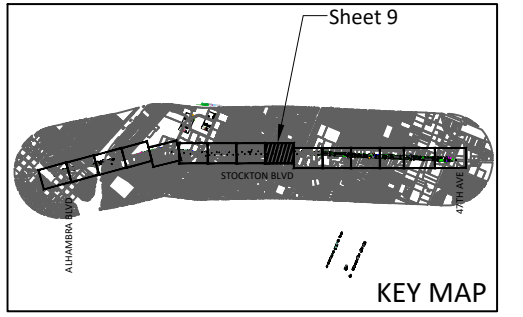 Sheet 9
STOCKTON BLVD
ALHAMBRA BLVD
47TH AVE
KEY MAP